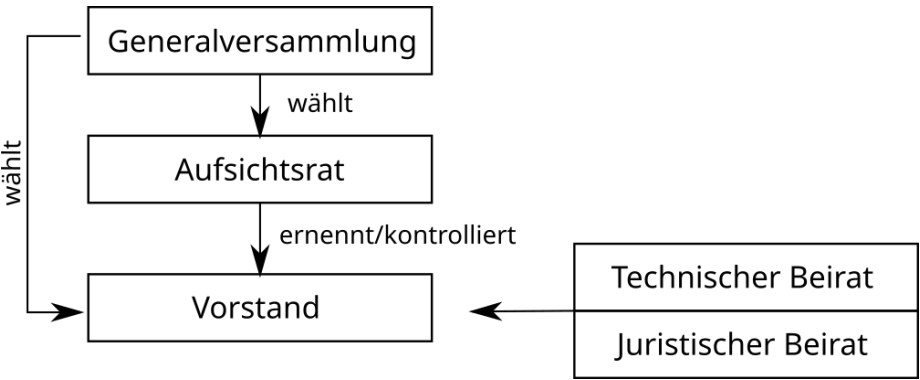 Generalversammlung
wählt
wählt
Aufsichtsrat
ernennt/kontrolliert
Vorstand
Technischer Beirat
Juristischer Beirat